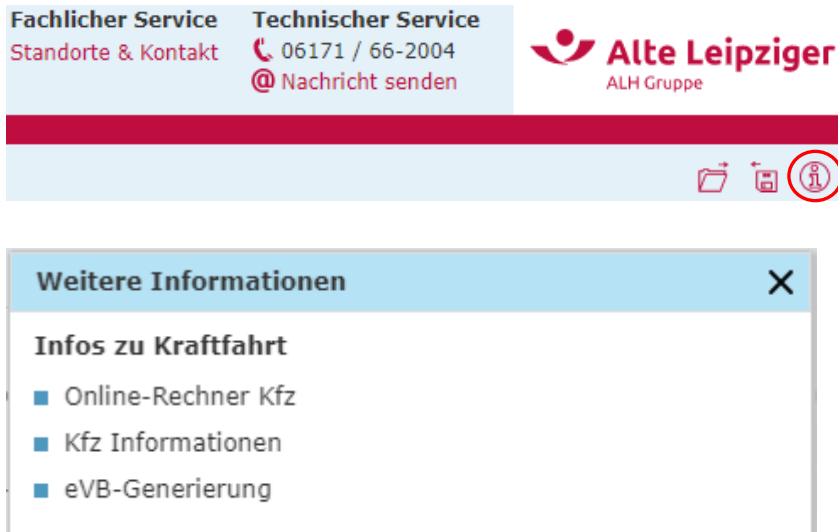 Fachlicher Service
Standorte & Kontakt
Technischer Service
06171 / 66-2004
@ Nachricht senden
Alte Leipziger
ALH Gruppe
Weitere Informationen
Infos zu Kraftfahrt
Online-Rechner Kfz
Kfz Informationen
eVB-Generierung